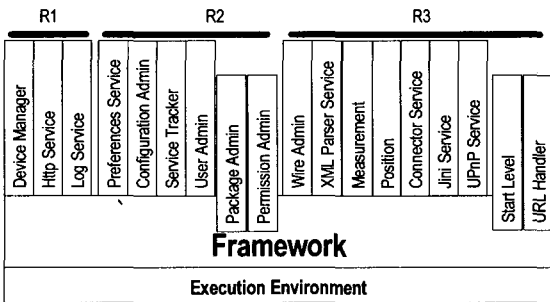 R1 R2 R3
Device Manager
Http Service
Log Service
Preferences Service
Configuration Admin
Service Tracker
User Admin
Package Admin
Permission Admin
Wire Admin
XML Parser Service
Measurement
Position
Connector Service
Jini Service
UPnP Service
Start Level
URL Handler
Framework
Execution Environment